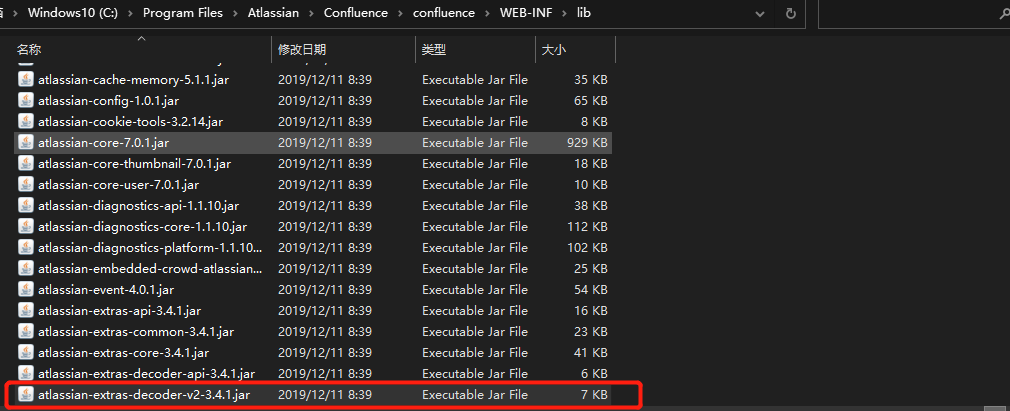 Windows10 (C:) > Program Files > Atlassian > Confluence > confluence > WEB-INF > lib
名称 修改日期 类型 大小
atlassian-cache-memory-5.1.1.jar 2019/12/11 8:39 Executable Jar File 35 KB
atlassian-config-1.0.1.jar 2019/12/11 8:39 Executable Jar File 65 KB
atlassian-cookie-tools-3.2.14.jar 2019/12/11 8:39 Executable Jar File 8 KB
atlassian-core-7.0.1.jar 2019/12/11 8:39 Executable Jar File 929 KB
atlassian-core-thumbnail-7.0.1.jar 2019/12/11 8:39 Executable Jar File 18 KB
atlassian-core-user-7.0.1.jar 2019/12/11 8:39 Executable Jar File 10 KB
atlassian-diagnostics-api-1.1.10.jar 2019/12/11 8:39 Executable Jar File 38 KB
atlassian-diagnostics-core-1.1.10.jar 2019/12/11 8:39 Executable Jar File 112 KB
atlassian-diagnostics-platform-1.1.10... 2019/12/11 8:39 Executable Jar File 102 KB
atlassian-embedded-crowd-atlassian... 2019/12/11 8:39 Executable Jar File 25 KB
atlassian-event-4.0.1.jar 2019/12/11 8:39 Executable Jar File 54 KB
atlassian-extras-api-3.4.1.jar 2019/12/11 8:39 Executable Jar File 16 KB
atlassian-extras-common-3.4.1.jar 2019/12/11 8:39 Executable Jar File 23 KB
atlassian-extras-core-3.4.1.jar 2019/12/11 8:39 Executable Jar File 41 KB
atlassian-extras-decoder-api-3.4.1.jar 2019/12/11 8:39 Executable Jar File 6 KB
atlassian-extras-decoder-v2-3.4.1.jar 2019/12/11 8:39 Executable Jar File 7 KB